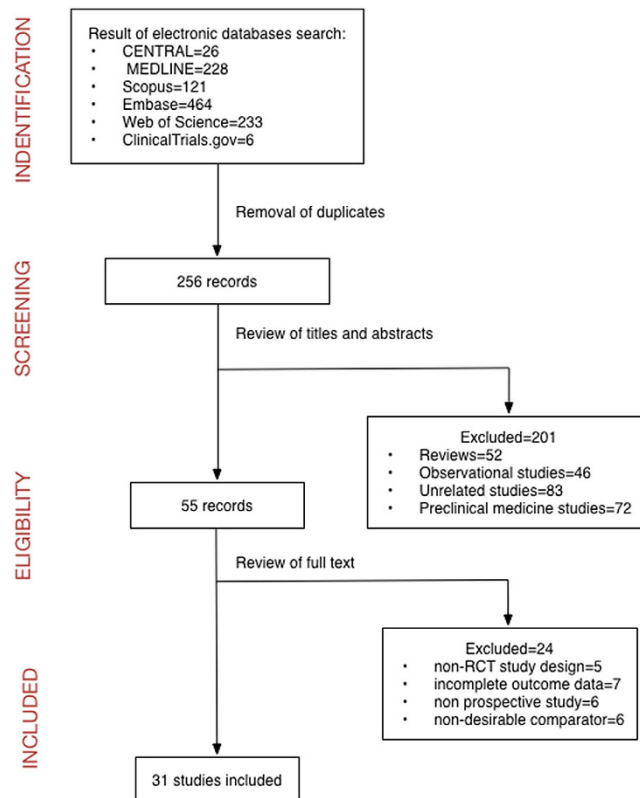 INDENTIFICATION
Result of electronic databases search:
• CENTRAL=26
• MEDLINE=228
• Scopus=121
• Embase=464
• Web of Science=233
• ClinicalTrials.gov=6
Removal of duplicates
SCREENING
256 records
Review of titles and abstracts
Excluded=201
• Reviews=52
• Observational studies=46
• Unrelated studies=83
• Preclinical medicine studies=72
ELIGIBILITY
55 records
Review of full text
Excluded=24
• non-RCT study design=5
• incomplete outcome data=7
• non prospective study=6
• non-desirable comparator=6
INCLUDED
31 studies included